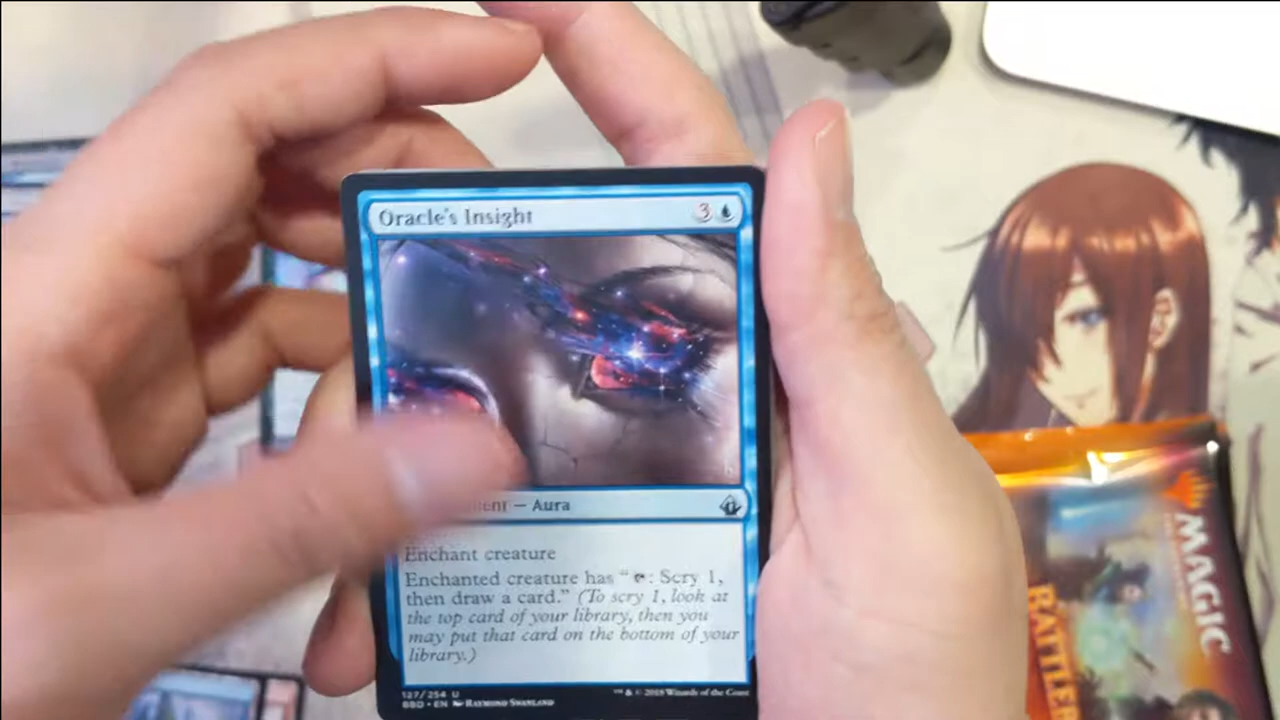 Oracle's Insight 3
— Aura
Enchant creature
Enchanted creature has “ : Scry 1,
then draw a card.” (To scry 1, look at
the top card of your library, then you
may put that card on the bottom of your
library.)
127/254 U
BBD • EN RAYMOND SWANLAND
™ & © 2018 Wizards of the Coast
MAGIC